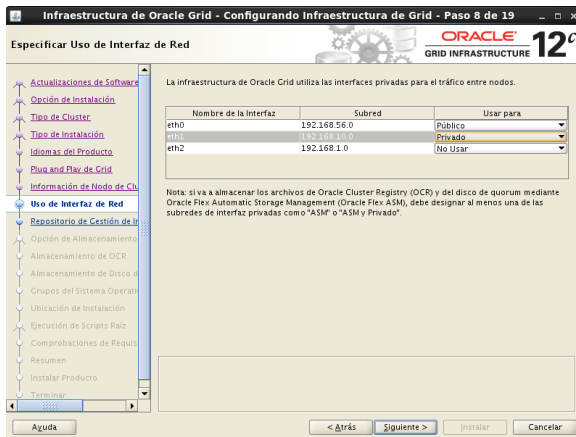 Infraestructura de Oracle Grid - Configurando Infraestructura de Grid - Paso 8 de 19
Especificar Uso de Interfaz de Red
ORACLE
GRID INFRASTRUCTURE
12c
Actualizaciones de Software
Opción de Instalación
Tipo de Cluster
Tipo de Instalación
Idiomas del Producto
Plug and Play de Grid
Información de Nodo de Clu
Uso de Interfaz de Red
Repositorio de Gestión de In
Opción de Almacenamiento
Almacenamiento de OCR
Almacenamiento de Disco d
Grupos del Sistema Operati
Ubicación de Instalación
Ejecución de Scripts Raíz
Comprobaciones de Requis
Resumen
Instalar Producto
Terminar
La infraestructura de Oracle Grid utiliza las interfaces privadas para el tráfico entre nodos.
Nombre de la Interfaz Subred Usar para
eth0 192.168.56.0 Público
eth1 192.168.10.0 Privado
eth2 192.168.1.0 No Usar
Nota: si va a almacenar los archivos de Oracle Cluster Registry (OCR) y del disco de quorum mediante
Oracle Flex Automatic Storage Management (Oracle Flex ASM), debe designar al menos una de las
subredes de interfaz privadas como "ASM" o "ASM y Privado".
Ayuda < Atrás Siguiente > Instalar Cancelar